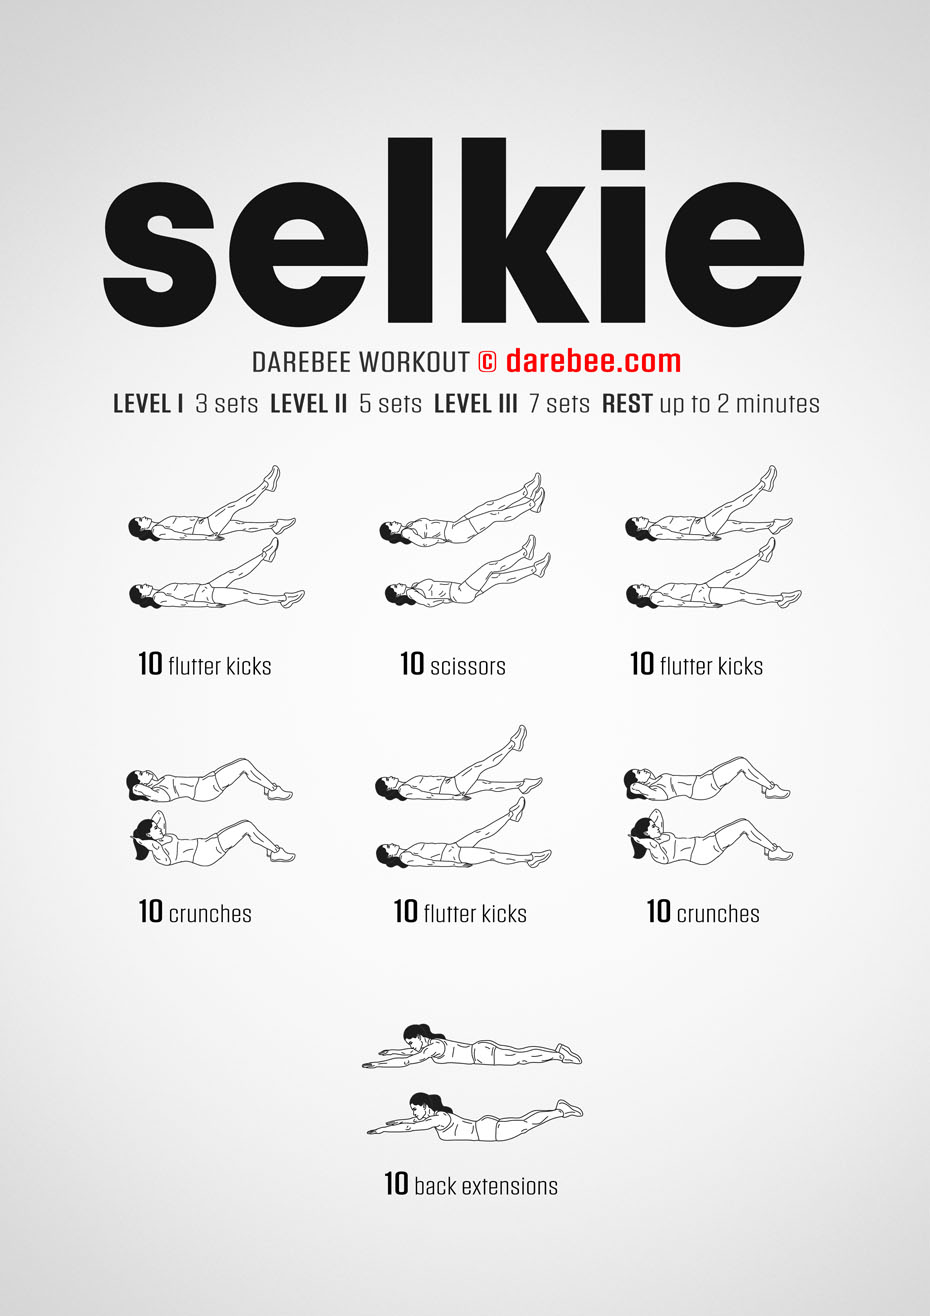 selkie
DAREBEE WORKOUT © darebee.com
LEVEL I 3 sets LEVEL II 5 sets LEVEL III 7 sets REST up to 2 minutes
10 flutter kicks
10 scissors
10 flutter kicks
10 crunches
10 flutter kicks
10 crunches
10 back extensions